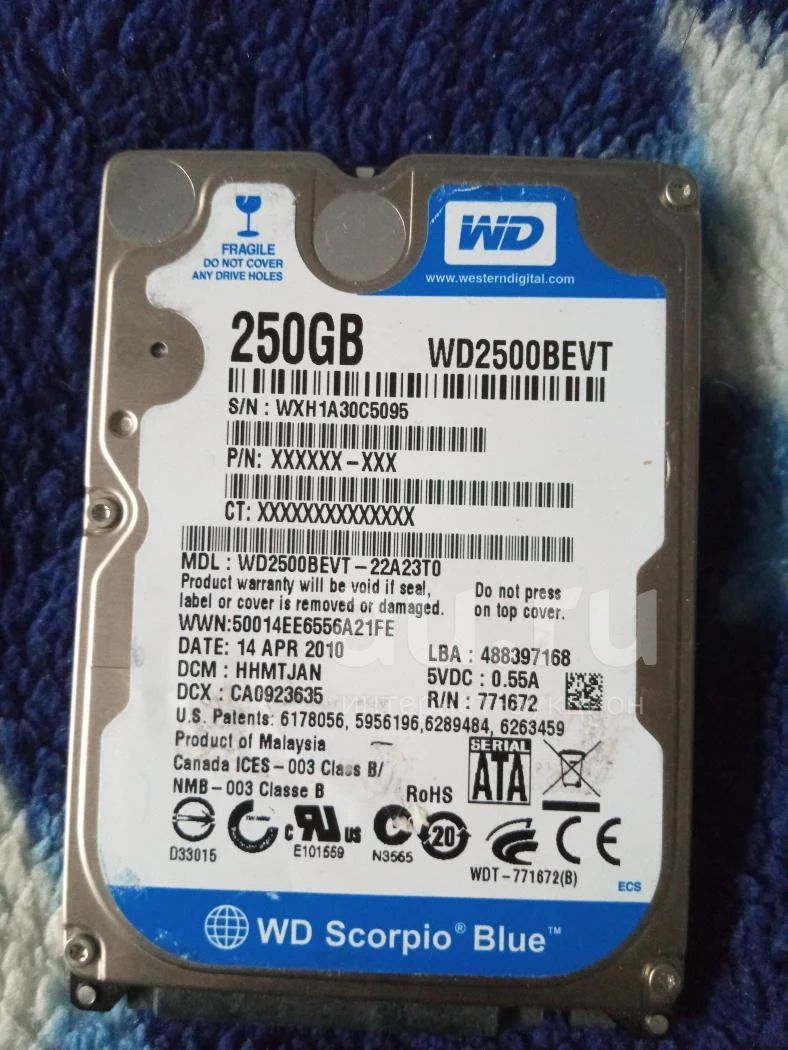 FRAGILE
DO NOT COVER
ANY DRIVE HOLES
WD
www.westerndigital.com
250GB WD2500BEVT
S/N : WXH1A30C5095
P/N: XXXXXX-XXX
CT: XXXXXXXXXXXXXX
MDL : WD2500BEVT-22A23T0
Product warranty will be void if seal,
label or cover is removed or damaged.
Do not press
on top cover.
WWN:50014EE6556A21FE
DATE: 14 APR 2010
DCM : HHMTJAN
DCX : CA0923635
LBA : 488397168
5VDC : 0.55A
R/N : 771672
U.S. Patents: 6178056, 5956196,6289484, 6263459
Product of Malaysia
Canada ICES-003 Class B/
NMB-003 Classe B
RoHS
SERIAL
ATA
D33015
c US
E101559
N3565
20
CE
WDT-771672(B)
ECS
WD Scorpio® Blue™
au.ru